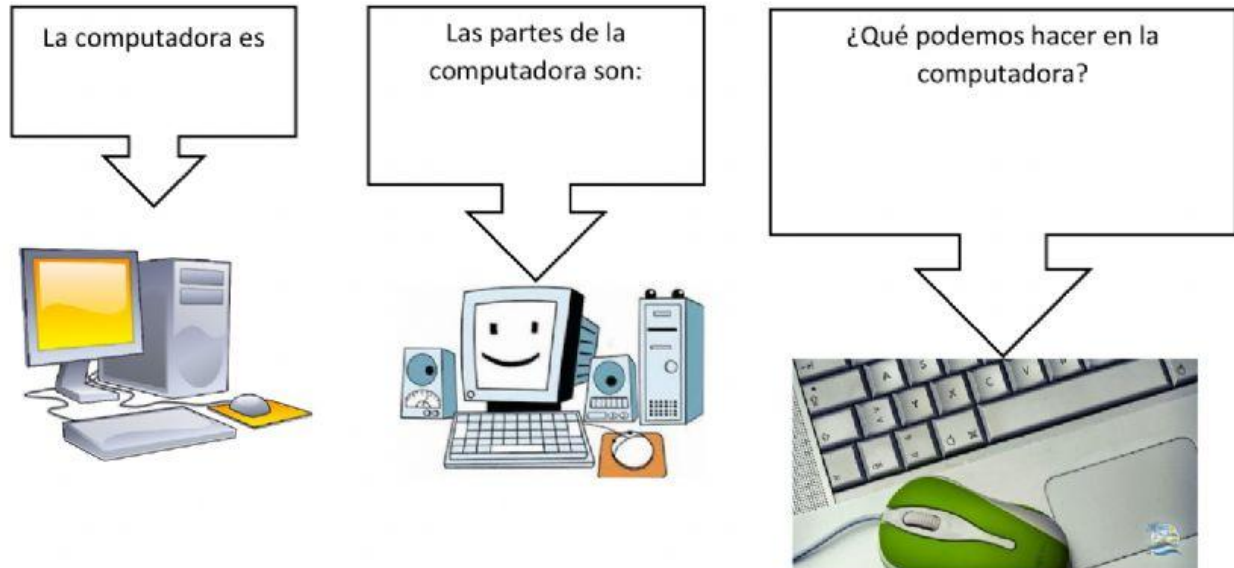 La computadora es
Las partes de la
computadora son:
¿Qué podemos hacer en la
computadora?
A
S
Y
X
C
V